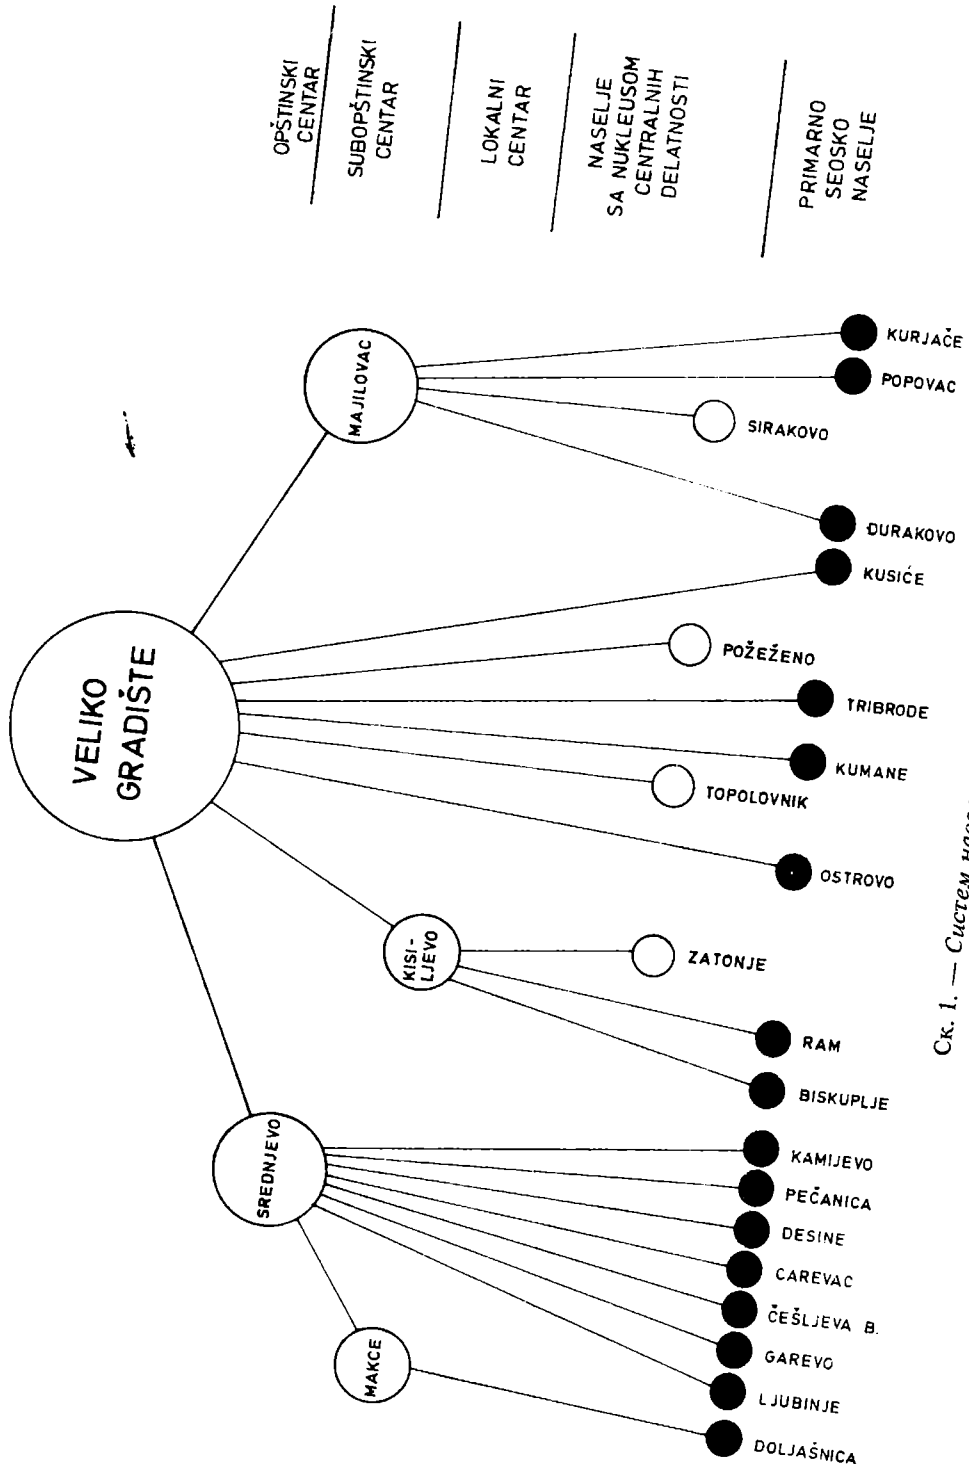 OPŠTINSKI
CENTAR
SUBOPŠTINSKI
CENTAR
LOKALNI
CENTAR
NASELJE
SA NUKLEUSOM
CENTRALNIH
DELATNOSTI
PRIMARNO
SEOSKO
NASELJE
VELIKO
GRADIŠTE
MAJILOVAC
KISI-
LJEVO
SREDNJEVO
MAKCE
KURJAČE
POPOVAC
SIRAKOVO
ĐURAKOVO
KUSIĆE
POŽEŽENO
TRIBRODE
KUMANE
TOPOLOVNIK
OSTROVO
ZATONJE
RAM
BISKUPLJE
KAMIJEVO
PEČANICA
DESINE
CAREVAC
ČEŠLJEVA B.
GAREVO
LJUBINJE
DOLJAŠNICA
Ск. 1. — Систем